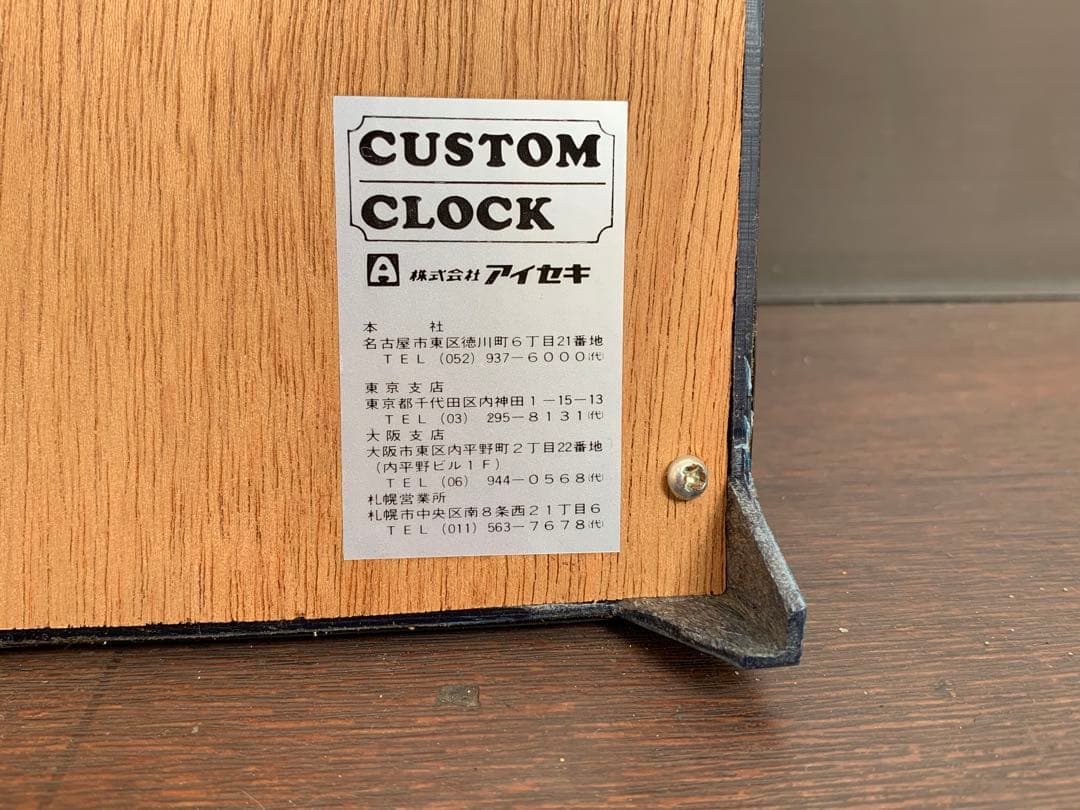 CUSTOM
CLOCK
A 株式会社 アイセキ
本 社
名古屋市東区徳川町6丁目21番地
TEL (052) 937-6000㈹
東京支店
東京都千代田区内神田1-15-13
TEL (03) 295-8131㈹
大阪支店
大阪市東区内平野町2丁目22番地
(内平野ビル1F)
TEL (06) 944-0568㈹
札幌営業所
札幌市中央区南8条西21丁目6
TEL (011) 563-7678㈹